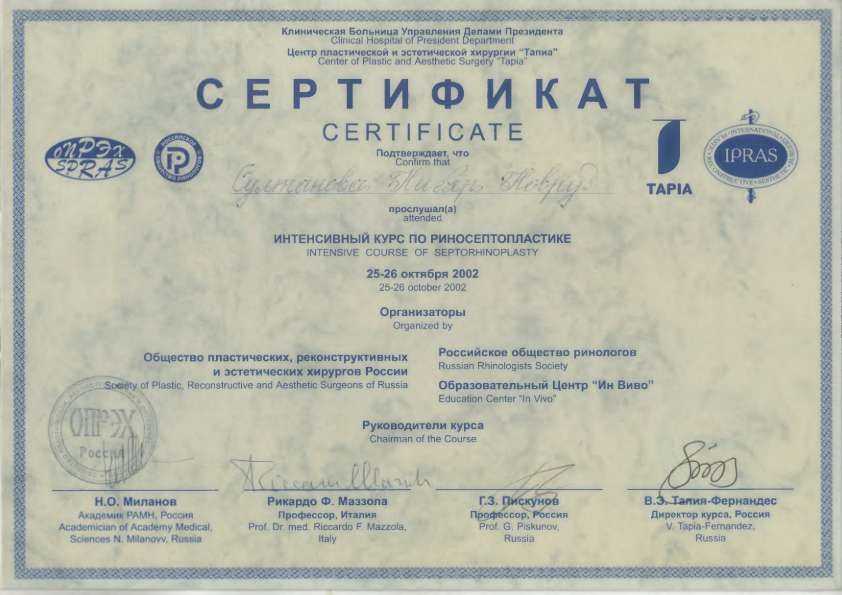 Клиническая Больница Управления Делами Президента
Clinical Hospital of President Department
Центр пластической и эстетической хирургии "Тапиа"
Center of Plastic and Aesthetic Surgery "Tapia"
СЕРТИФИКАТ
CERTIFICATE
ОПРЭХ
SPRAS
TAPIA
IPRAS
Подтверждает, что
Confirm that
Султанова Нигяр Новруз
прослушал(а)
attended
ИНТЕНСИВНЫЙ КУРС ПО РИНОСЕПТОПЛАСТИКЕ
INTENSIVE COURSE OF SEPTORHINOPLASTY
25-26 октября 2002
25-26 october 2002
Организаторы
Organized by
Общество пластических, реконструктивных
и эстетических хирургов России
Society of Plastic, Reconstructive and Aesthetic Surgeons of Russia
Российское общество ринологов
Russian Rhinologists Society
Образовательный Центр "Ин Виво"
Education Center "In Vivo"
Руководители курса
Chairman of the Course
ОПРЭХ
Россия
Н.О. Миланов
Академик РАМН, Россия
Academician of Academy Medical,
Sciences N. Milanovv, Russia
Рикардо Ф. Маззола
Профессор, Италия
Prof. Dr. med. Riccardo F. Mazzola,
Italy
Г.З. Пискунов
Профессор, Россия
Prof. G. Piskunov,
Russia
В.Э. Тапия-Фернандес
Директор курса, Россия
V. Tapia-Fernandez,
Russia